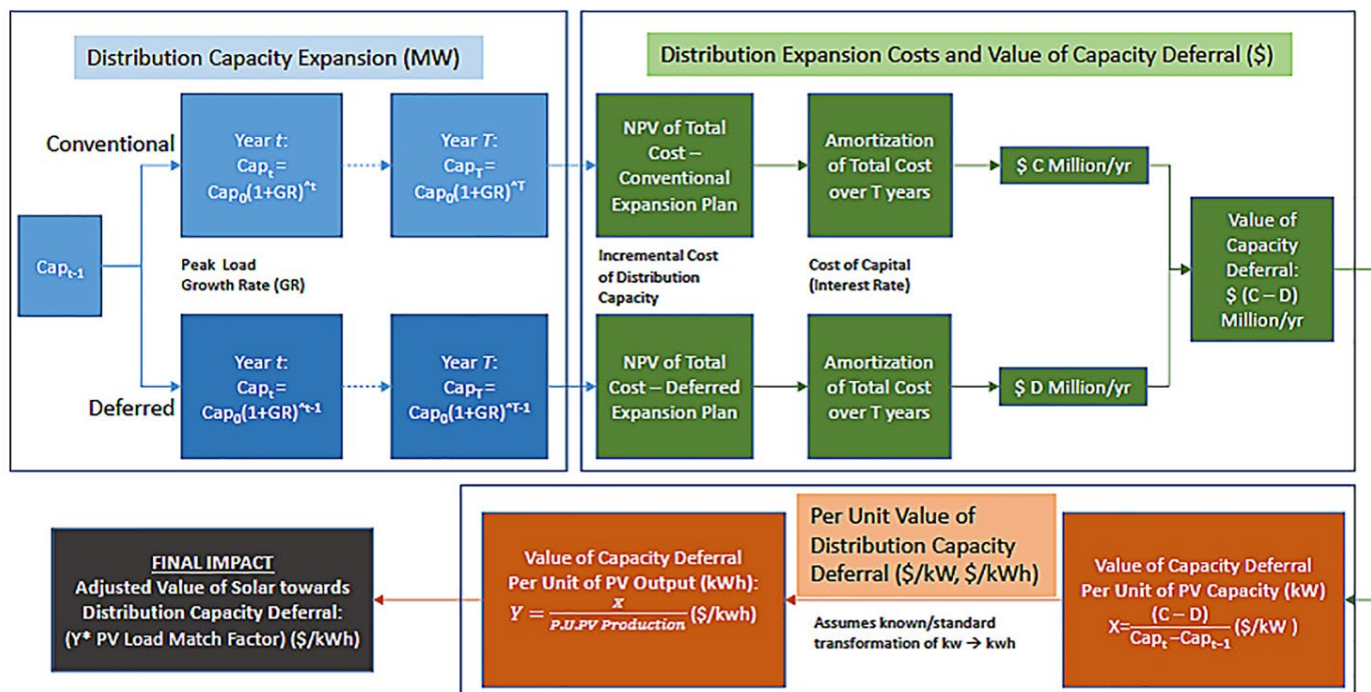 Distribution Capacity Expansion (MW)
Conventional
Year t:
Capₜ=
Cap₀(1+GR)^t
Year T:
Cap_T=
Cap₀(1+GR)^T
Capₜ₋₁
Peak Load
Growth Rate (GR)
Deferred
Year t:
Capₜ=
Cap₀(1+GR)^t-1
Year T:
Cap_T=
Cap₀(1+GR)^T-1
Distribution Expansion Costs and Value of Capacity Deferral ($)
NPV of Total
Cost –
Conventional
Expansion Plan
Amortization
of Total Cost
over T years
$ C Million/yr
Incremental Cost
of Distribution
Capacity
Cost of Capital
(Interest Rate)
NPV of Total
Cost – Deferred
Expansion Plan
Amortization
of Total Cost
over T years
$ D Million/yr
Value of
Capacity
Deferral:
$ (C – D)
Million/yr
Per Unit Value of
Distribution Capacity
Deferral ($/kW, $/kWh)
Value of Capacity Deferral
Per Unit of PV Capacity (kW)
X=(C – D)/(Capₜ–Capₜ₋₁) ($/kW )
Assumes known/standard
transformation of kw → kwh
Value of Capacity Deferral
Per Unit of PV Output (kWh):
Y = x/(P.U.PV Production) ($/kwh)
FINAL IMPACT
Adjusted Value of Solar towards
Distribution Capacity Deferral:
(Y* PV Load Match Factor) ($/kWh)